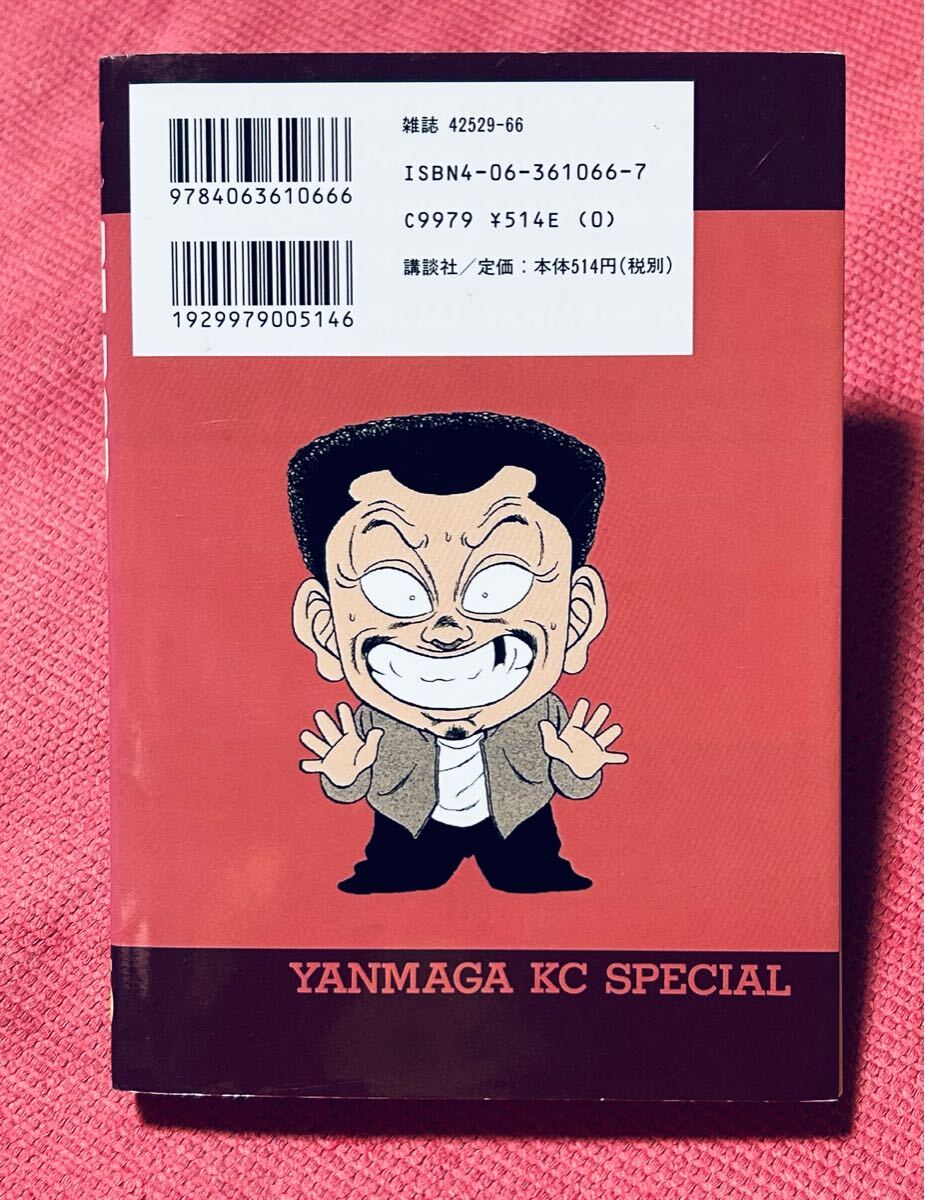 雑誌 42529-66
9784063610666
ISBN4-06-361066-7
C9979 ¥514E (0)
1929979005146
講談社/定価:本体514円(税別)
YANMAGA KC SPECIAL